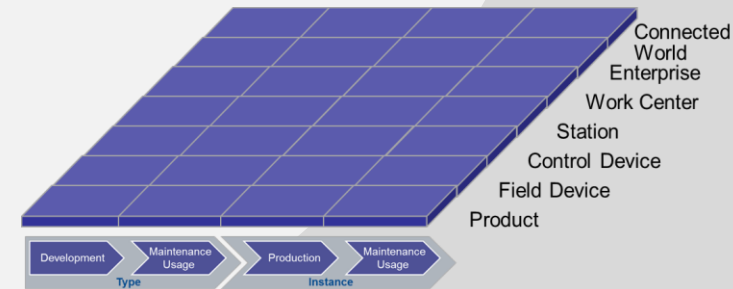 Connected
World
Enterprise
Work Center
Station
Control Device
Field Device
Product
Development
Maintenance
Usage
Production
Maintenance
Usage
Type
Instance